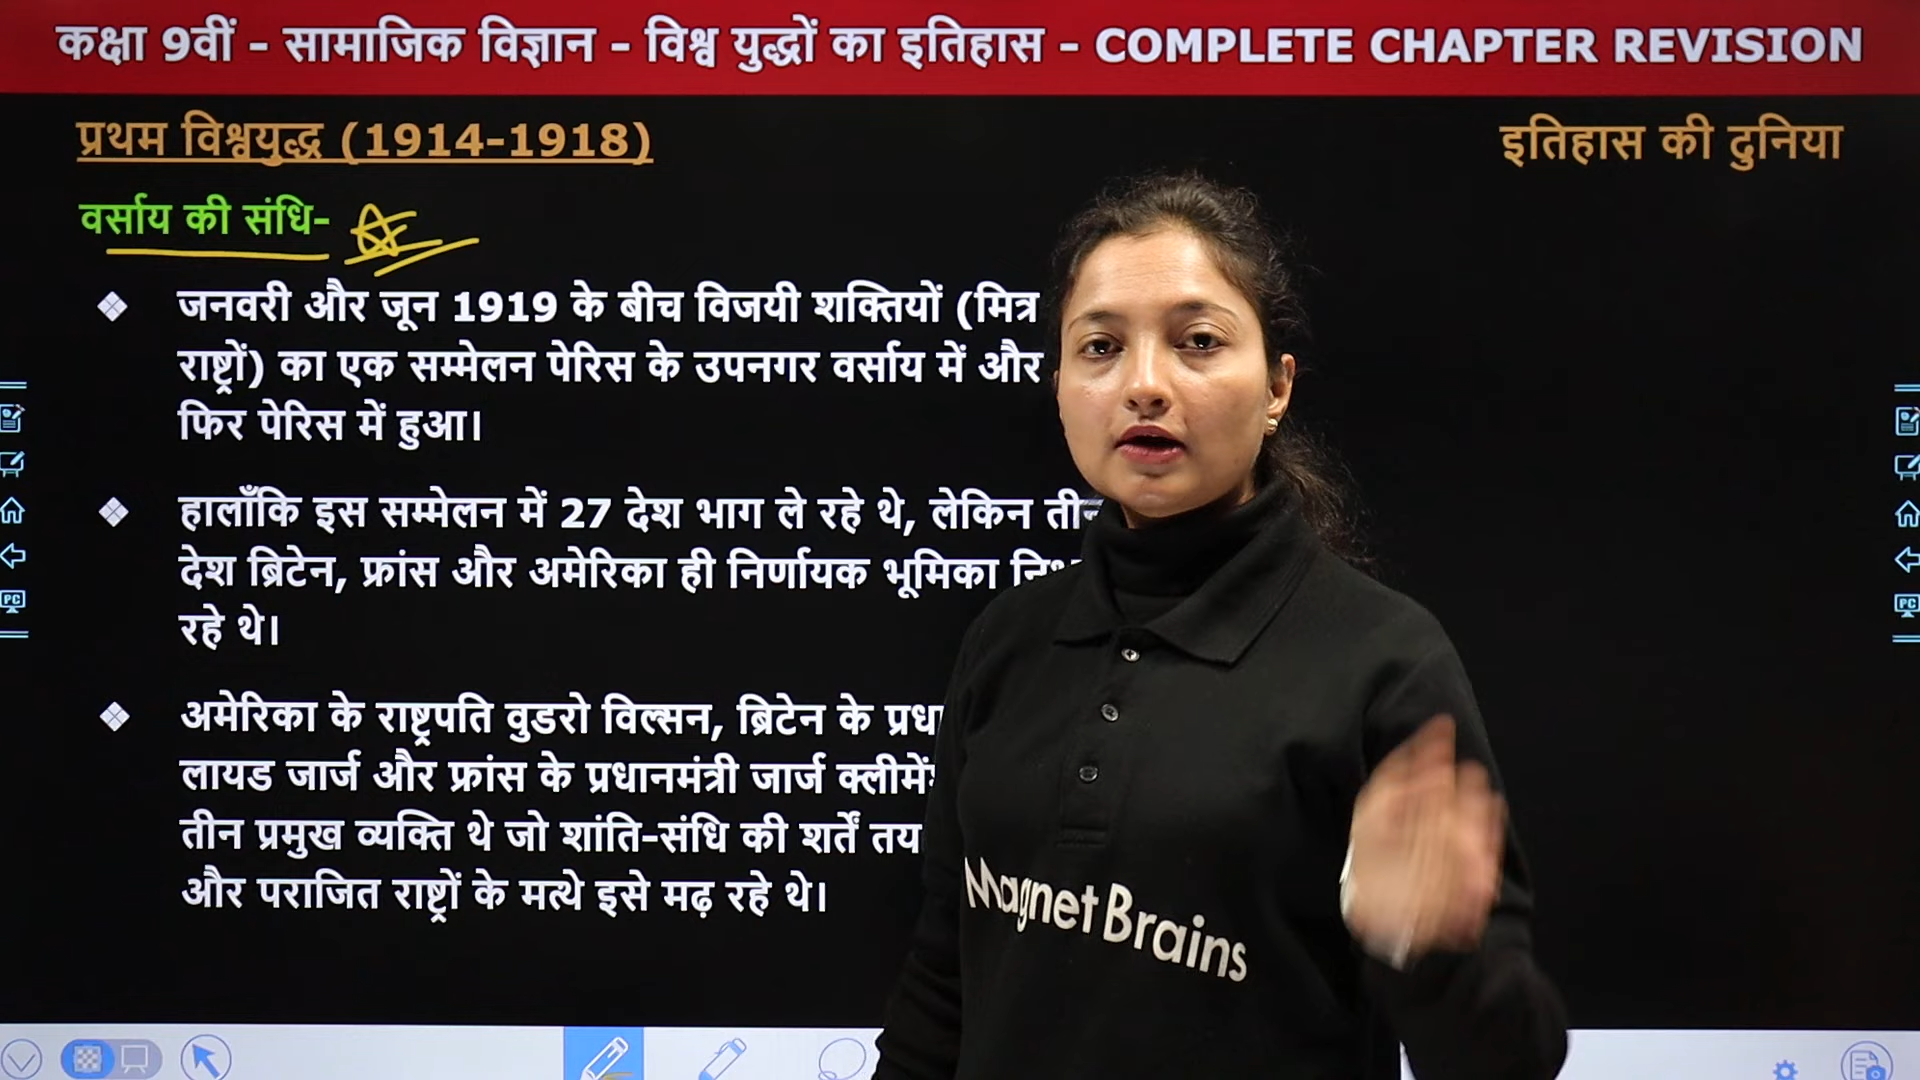 कक्षा 9वीं - सामाजिक विज्ञान - विश्व युद्धों का इतिहास - COMPLETE CHAPTER REVISION
प्रथम विश्वयुद्ध (1914-1918)
इतिहास की दुनिया
वर्साय की संधि-
❖ जनवरी और जून 1919 के बीच विजयी शक्तियों (मित्र
राष्ट्रों) का एक सम्मेलन पेरिस के उपनगर वर्साय में और
फिर पेरिस में हुआ।
❖ हालाँकि इस सम्मेलन में 27 देश भाग ले रहे थे, लेकिन
देश ब्रिटेन, फ्रांस और अमेरिका ही निर्णायक भूमिका
रहे थे।
❖ अमेरिका के राष्ट्रपति वुडरो विल्सन, ब्रिटेन के
लायड जार्ज और फ्रांस के प्रधानमंत्री जार्ज
तीन प्रमुख व्यक्ति थे जो शांति-संधि की शर्तें तय
और पराजित राष्ट्रों के मत्थे इसे मढ़ रहे थे।
Magnet Brains
PC
PC